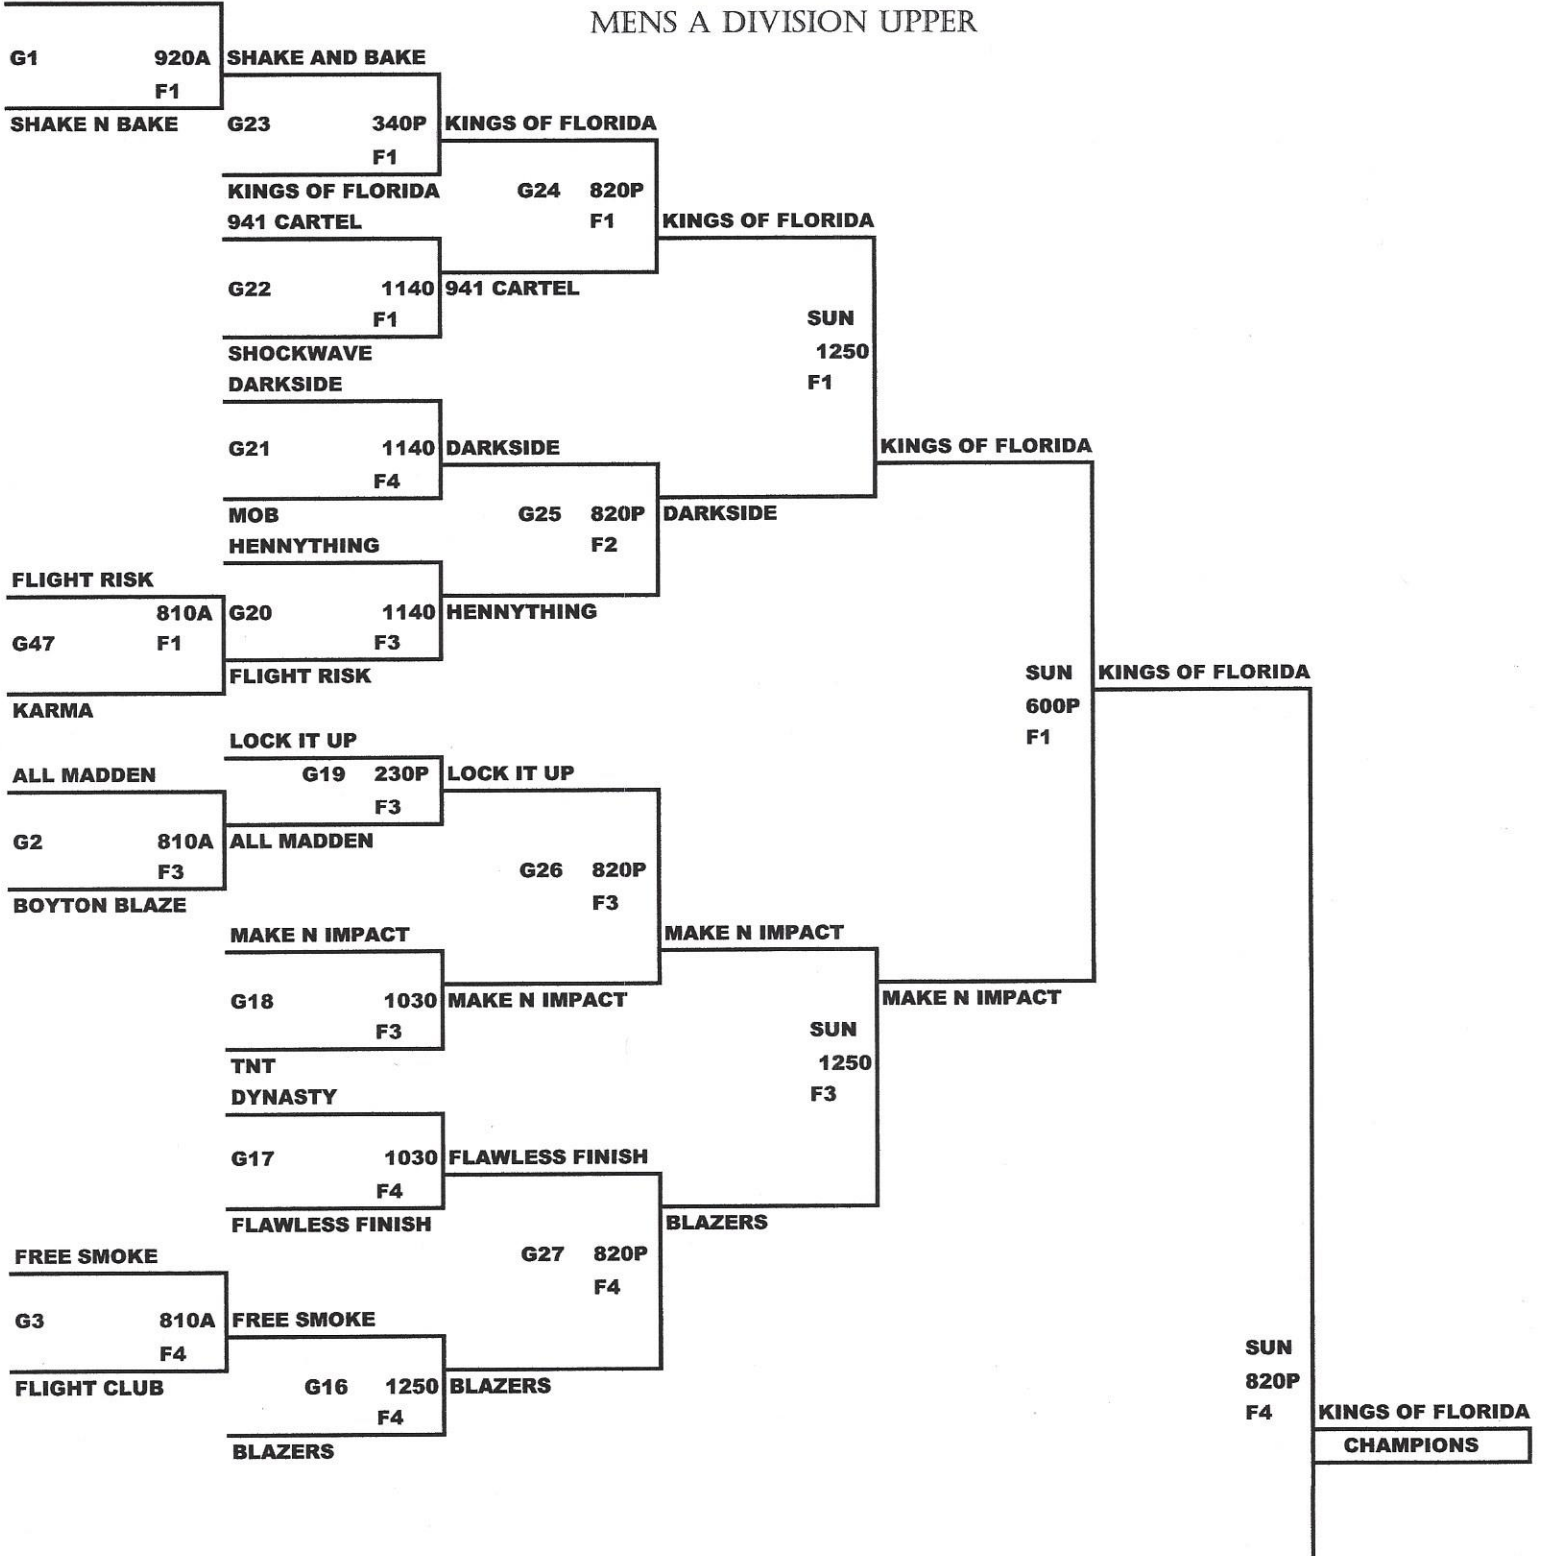 MENS A DIVISION UPPER
G1 920A SHAKE AND BAKE
F1
SHAKE N BAKE G23 340P KINGS OF FLORIDA
F1
KINGS OF FLORIDA G24 820P
941 CARTEL F1 KINGS OF FLORIDA
G22 1140 941 CARTEL
F1 SUN
SHOCKWAVE 1250
DARKSIDE F1
G21 1140 DARKSIDE KINGS OF FLORIDA
F4
MOB G25 820P DARKSIDE
HENNYTHING F2
FLIGHT RISK
810A G20 1140 HENNYTHING
G47 F1 F3
FLIGHT RISK SUN KINGS OF FLORIDA
KARMA 600P
LOCK IT UP F1
ALL MADDEN G19 230P LOCK IT UP
F3
G2 810A ALL MADDEN
F3 G26 820P
BOYTON BLAZE F3
MAKE N IMPACT MAKE N IMPACT
G18 1030 MAKE N IMPACT MAKE N IMPACT
F3 SUN
TNT 1250
DYNASTY F3
G17 1030 FLAWLESS FINISH
F4
FLAWLESS FINISH BLAZERS
FREE SMOKE G27 820P
F4
G3 810A FREE SMOKE
F4 SUN
FLIGHT CLUB G16 1250 BLAZERS 820P
F4 F4 KINGS OF FLORIDA
BLAZERS CHAMPIONS